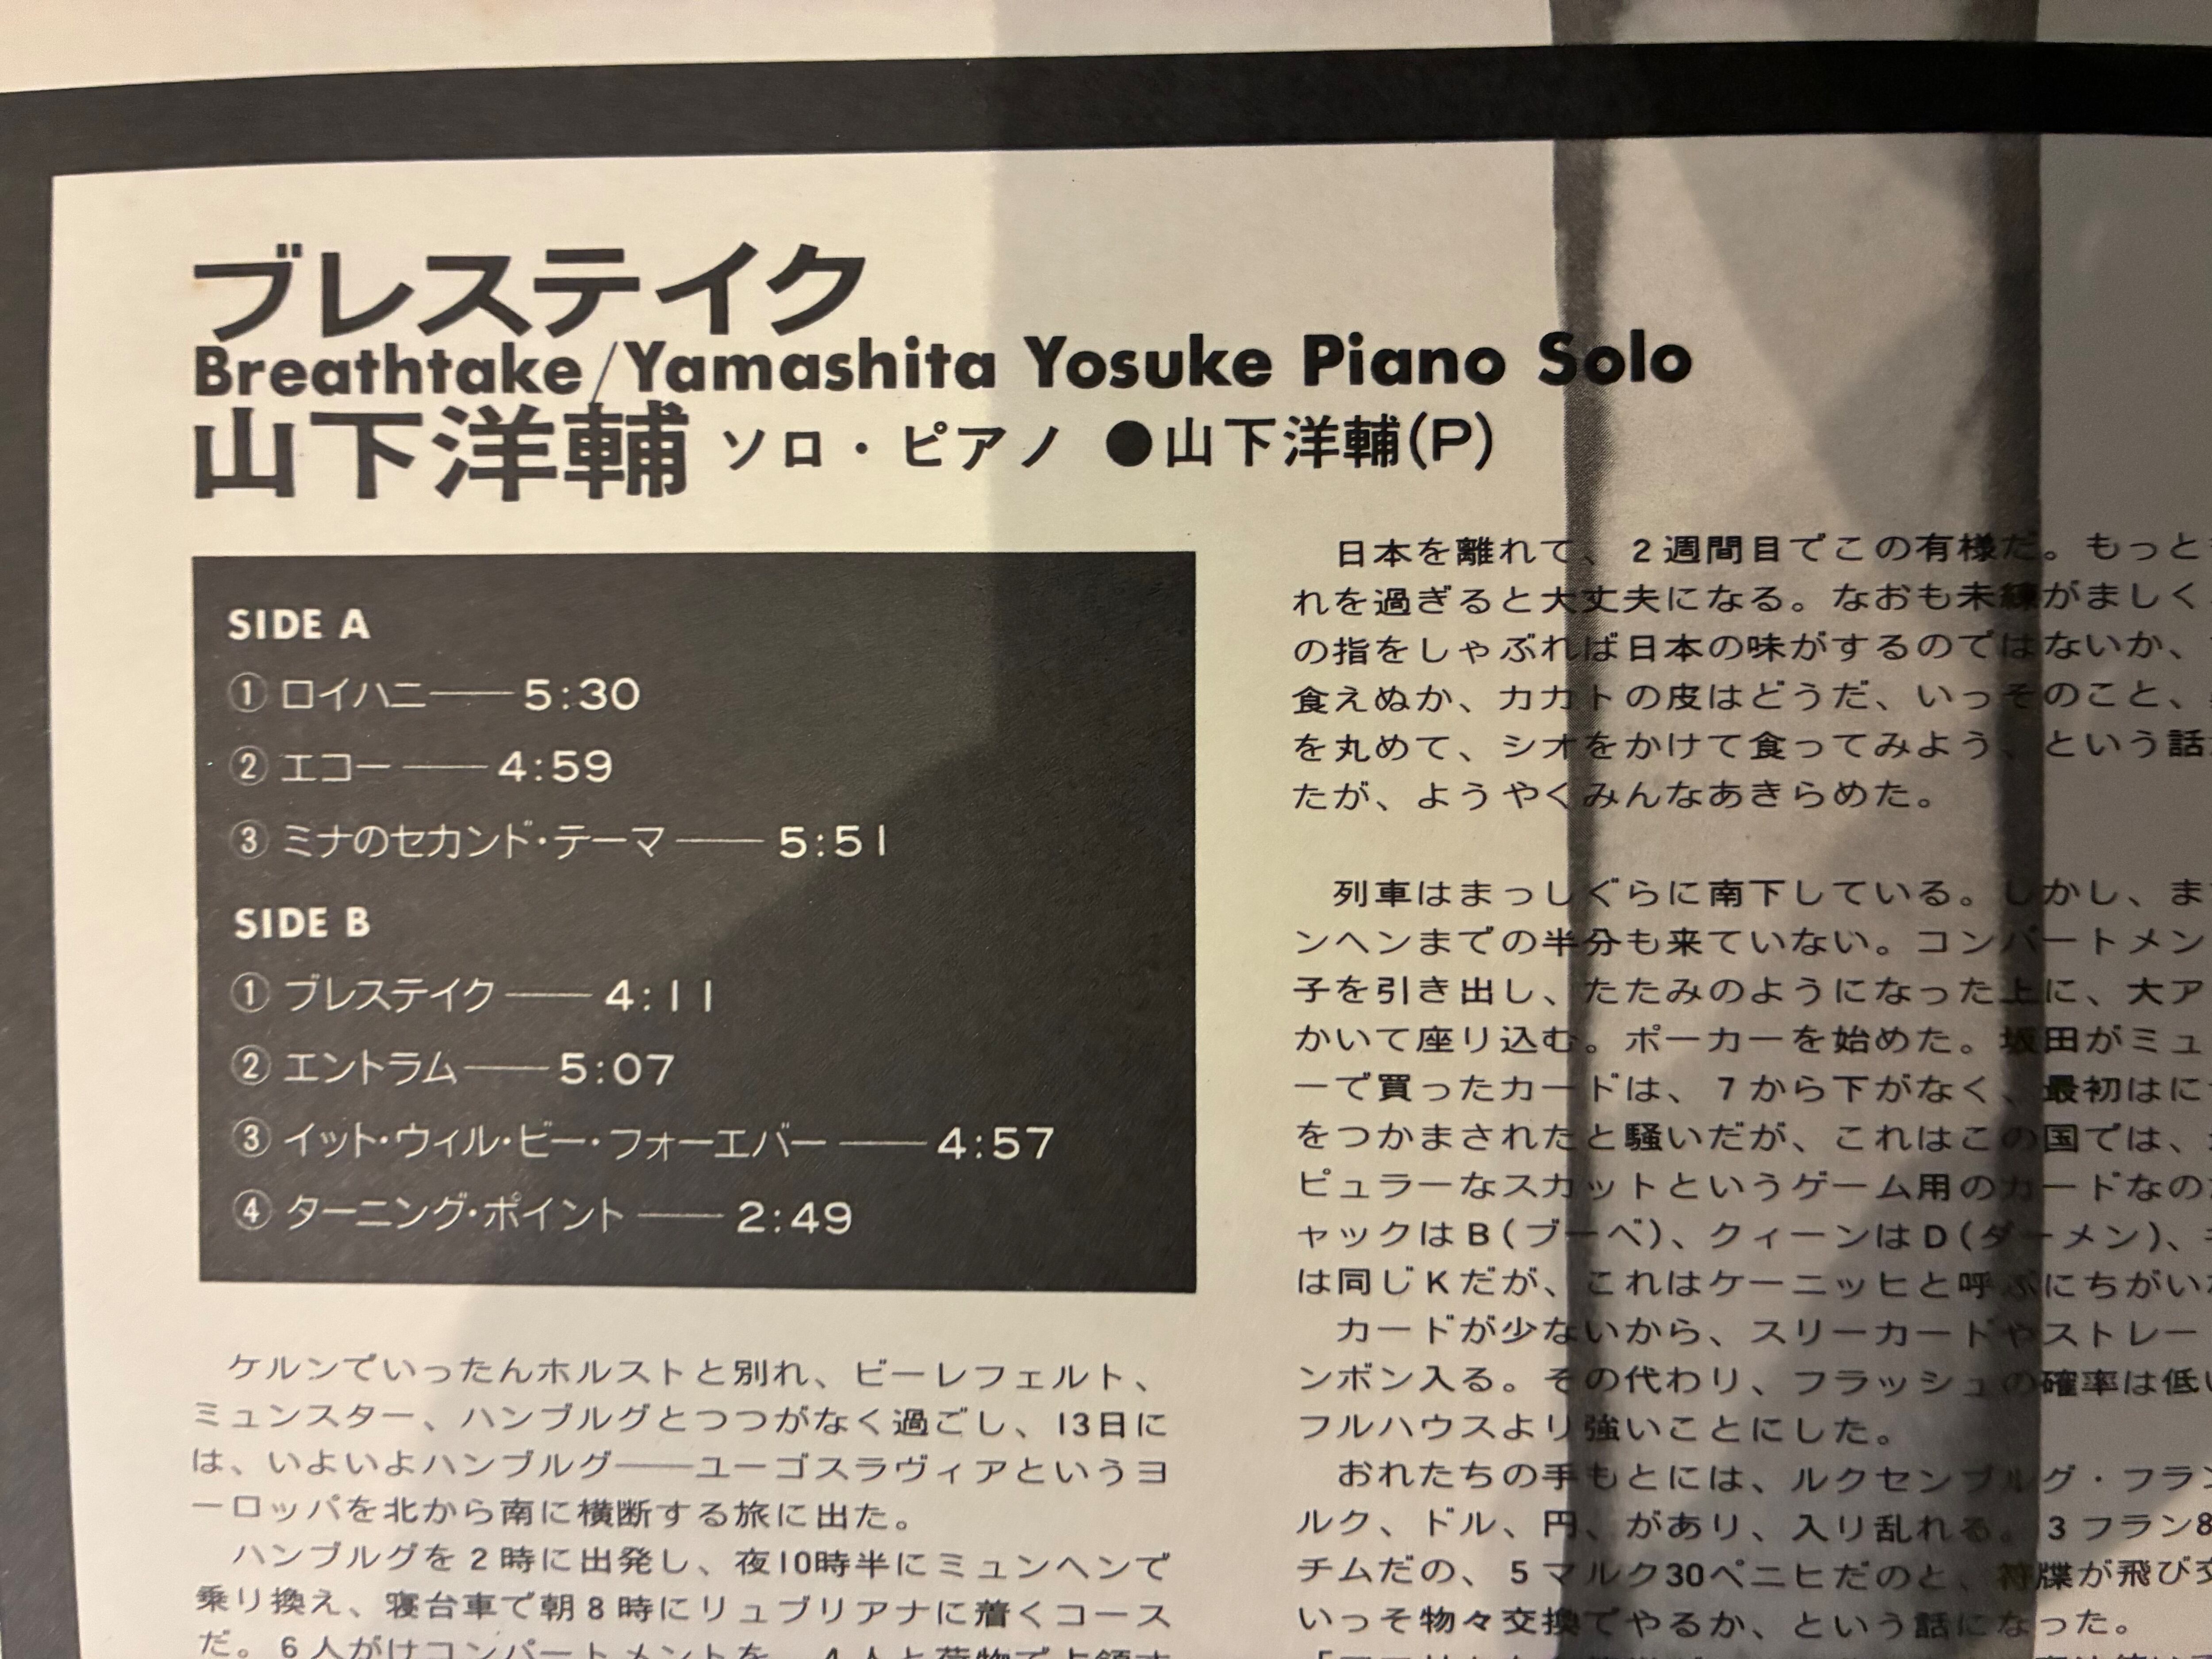 ブレステイク
Breathtake/Yamashita Yosuke Piano Solo
山下洋輔 ソロ・ピアノ ●山下洋輔(P)
SIDE A
① ロイハニ——5:30
② エコー——4:59
③ ミナのセカンド・テーマ——5:51
SIDE B
① ブレステイク——4:11
② エントラム——5:07
③ イット・ウィル・ビー・フォーエバー——4:57
④ ターニング・ポイント——2:49
ケルンでいったんホルストと別れ、ビーレフェルト、
ミュンスター、ハンブルグとつつがなく過ごし、13日に
は、いよいよハンブルグ——ユーゴスラヴィアというヨ
ーロッパを北から南に横断する旅に出た。
ハンブルグを2時に出発し、夜10時半にミュンヘンで
乗り換え、寝台車で朝8時にリュブリアナに着くコース
だ。6人がけコンパートメントを、4人と荷物で占領す
日本を離れて、2週間目でこの有様だ。もっと
れを過ぎると大丈夫になる。なおも未練がましく
の指をしゃぶれば日本の味がするのではないか、
食えぬか、カカトの皮はどうだ、いっそのこと、
を丸めて、シオをかけて食ってみよう、という話
たが、ようやくみんなあきらめた。
列車はまっしぐらに南下している。しかし、ま
ンヘンまでの半分も来ていない。コンパートメン
子を引き出し、たたみのようになった上に、大ア
かいて座り込む。ポーカーを始めた。坂田がミュ
ーで買ったカードは、7から下がなく、最初はに
をつかまされたと騒いだが、これはこの国では、
ピュラーなスカットというゲーム用のカードなの
ャックはB(ブーベ)、クィーンはD(ダーメン)、
は同じKだが、これはケーニッヒと呼ぶにちがい
カードが少ないから、スリーカードやストレー
ンボン入る。その代わり、フラッシュの確率は低い
フルハウスより強いことにした。
おれたちの手もとには、ルクセンブルグ・フラン
ルク、ドル、円、があり、入り乱れる。3フラン8
チムだの、5マルク30ペニヒだのと、符牒が飛び交
いっそ物々交換でやるか、という話になった。